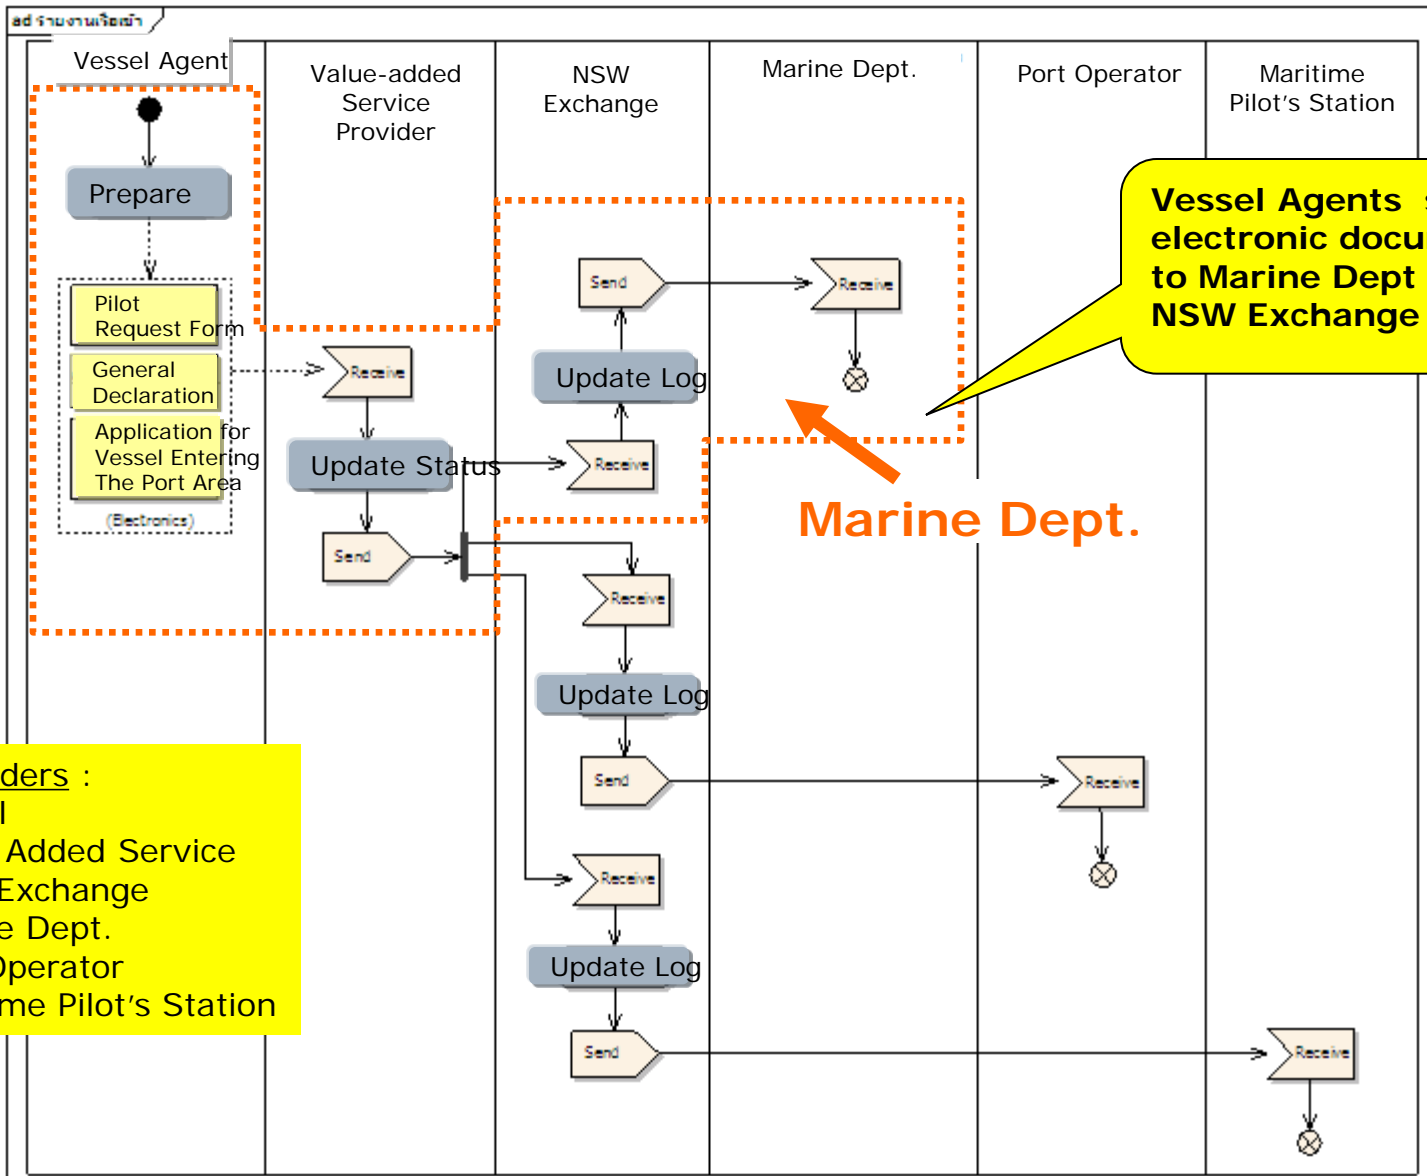 ad รายงานเรือเข้า
Vessel Agent
Value-added
Service
Provider
NSW
Exchange
Marine Dept.
Port Operator
Maritime
Pilot's Station
Prepare
Pilot
Request Form
General
Declaration
Application for
Vessel Entering
The Port Area
(Electronics)
Receive
Update Status
Send
Send
Receive
Update Log
Receive
Vessel Agents s
electronic docu
to Marine Dept
NSW Exchange
Marine Dept.
Receive
Update Log
Send
Receive
Receive
Update Log
Send
Receive
ders :
l
Added Service
Exchange
e Dept.
Operator
me Pilot's Station